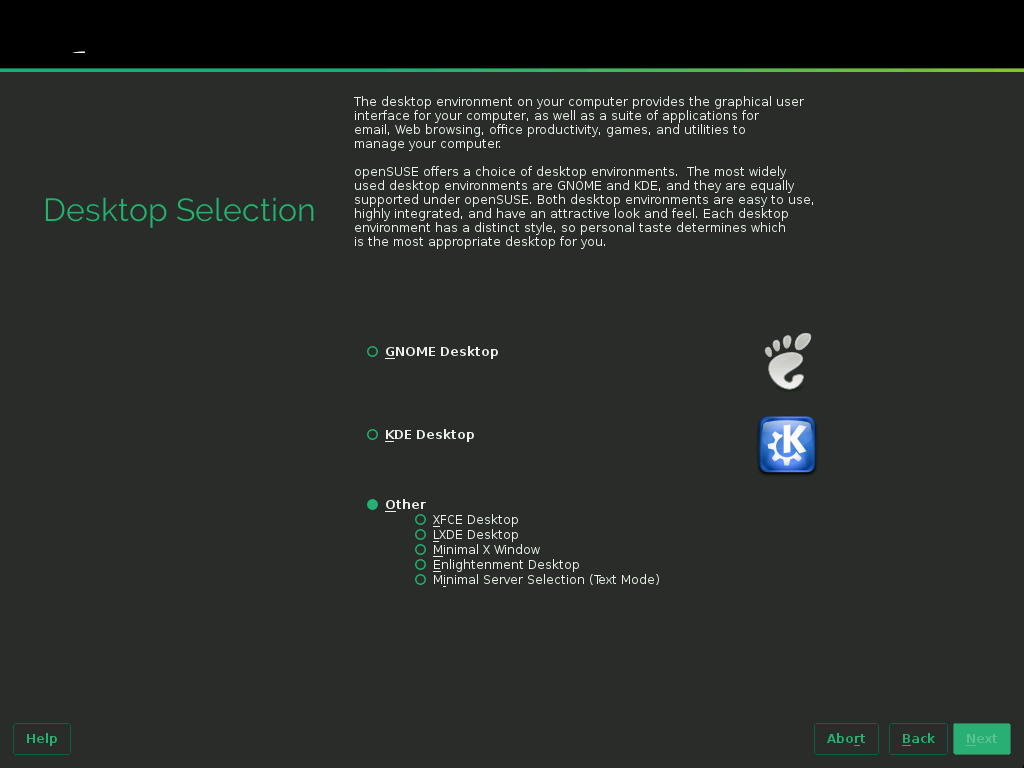 The desktop environment on your computer provides the graphical user
interface for your computer, as well as a suite of applications for
email, Web browsing, office productivity, games, and utilities to
manage your computer.
openSUSE offers a choice of desktop environments.  The most widely
used desktop environments are GNOME and KDE, and they are equally
supported under openSUSE. Both desktop environments are easy to use,
highly integrated, and have an attractive look and feel. Each desktop
environment has a distinct style, so personal taste determines which
is the most appropriate desktop for you.
Desktop Selection
GNOME Desktop
KDE Desktop
Other
XFCE Desktop
LXDE Desktop
Minimal X Window
Enlightenment Desktop
Minimal Server Selection (Text Mode)
Help
Abort
Back
Next